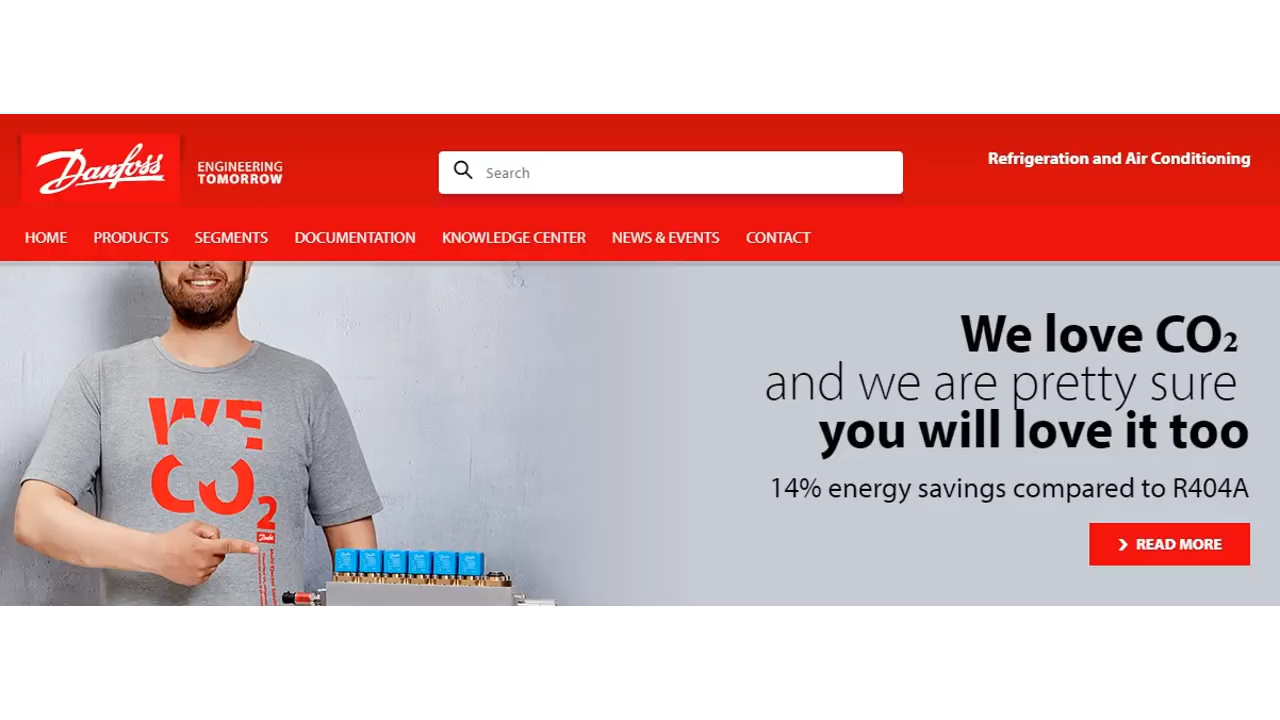 Danfoss
ENGINEERING
TOMORROW
Search
Refrigeration and Air Conditioning
HOME PRODUCTS SEGMENTS DOCUMENTATION KNOWLEDGE CENTER NEWS & EVENTS CONTACT
We love CO₂
and we are pretty sure
you will love it too
14% energy savings compared to R404A
READ MORE
WE
CO2
Danfoss